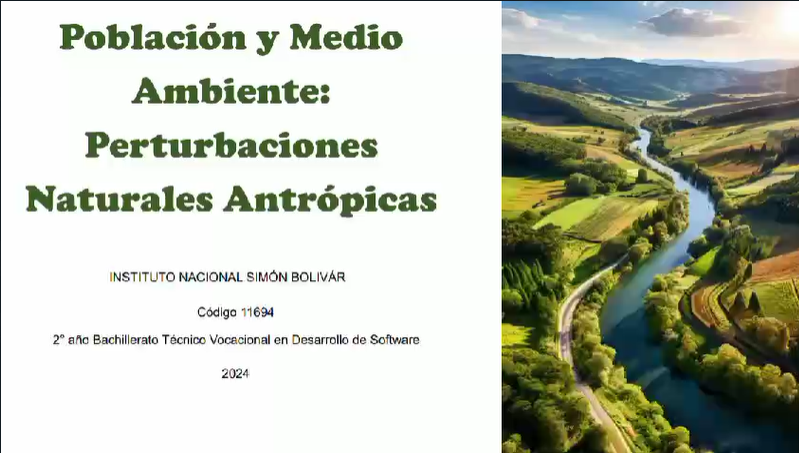 Población y Medio
Ambiente:
Perturbaciones
Naturales Antrópicas
INSTITUTO NACIONAL SIMÓN BOLIVÁR
Código 11694
2° año Bachillerato Técnico Vocacional en Desarrollo de Software
2024